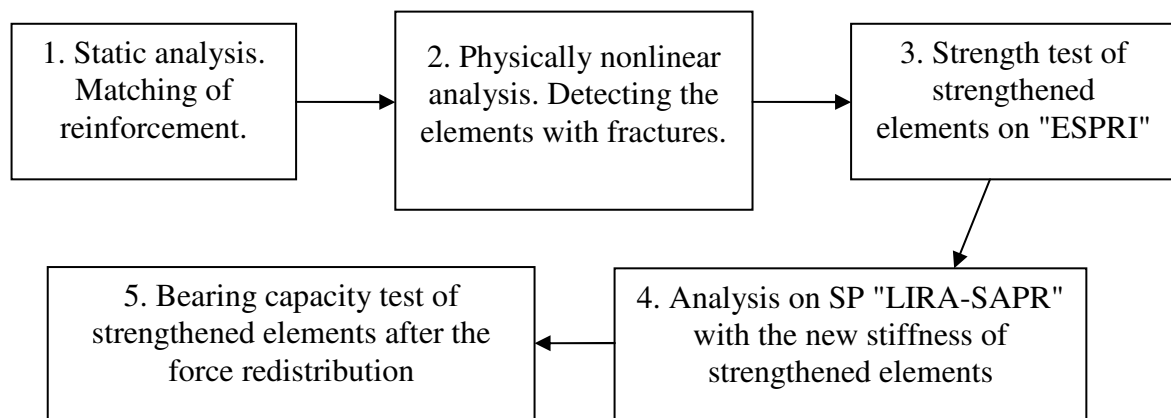 1. Static analysis.
Matching of
reinforcement.
2. Physically nonlinear
analysis. Detecting the
elements with fractures.
3. Strength test of
strengthened
elements on "ESPRI"
5. Bearing capacity test of
strengthened elements after the
force redistribution
4. Analysis on SP "LIRA-SAPR"
with the new stiffness of
strengthened elements